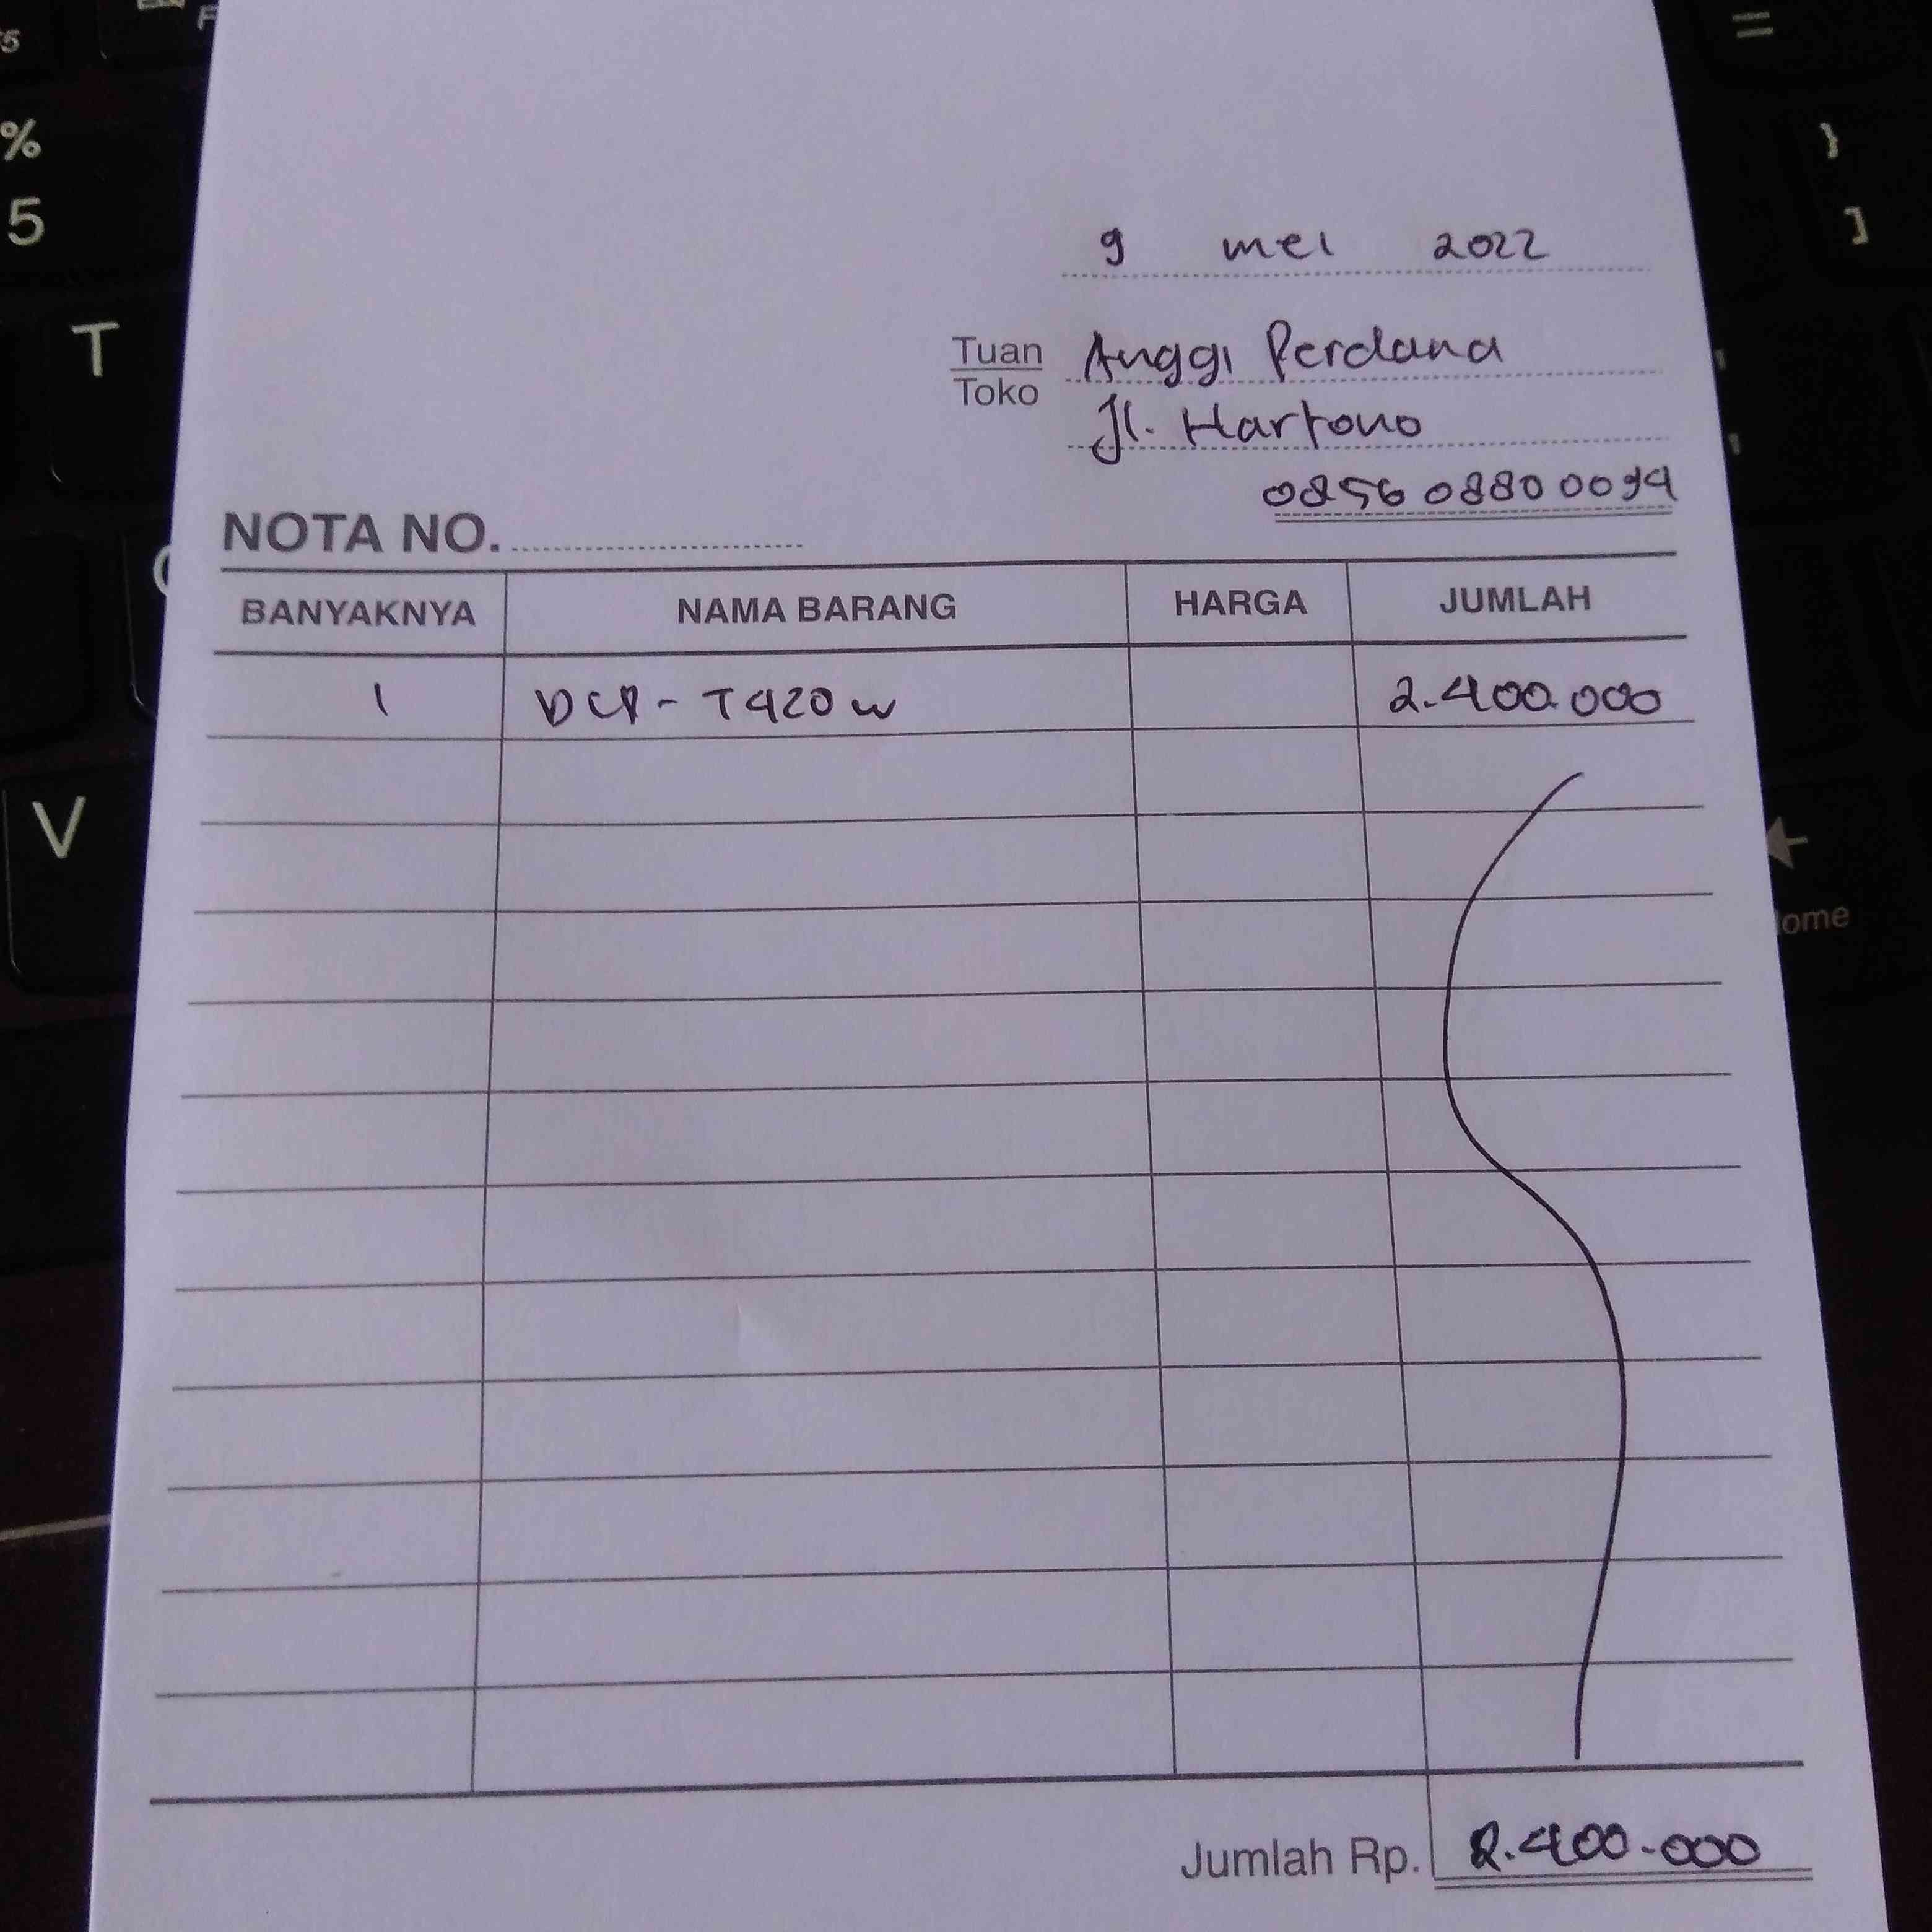 9 mei 2022
Tuan Anggi Perdana
Toko
Jl. Hartono
NOTA NO.
BANYAKNYA NAMA BARANG HARGA JUMLAH
1 DCP-T420w 2.400.000
Jumlah Rp. 2.400.000
%
5
T
V
=
}
]